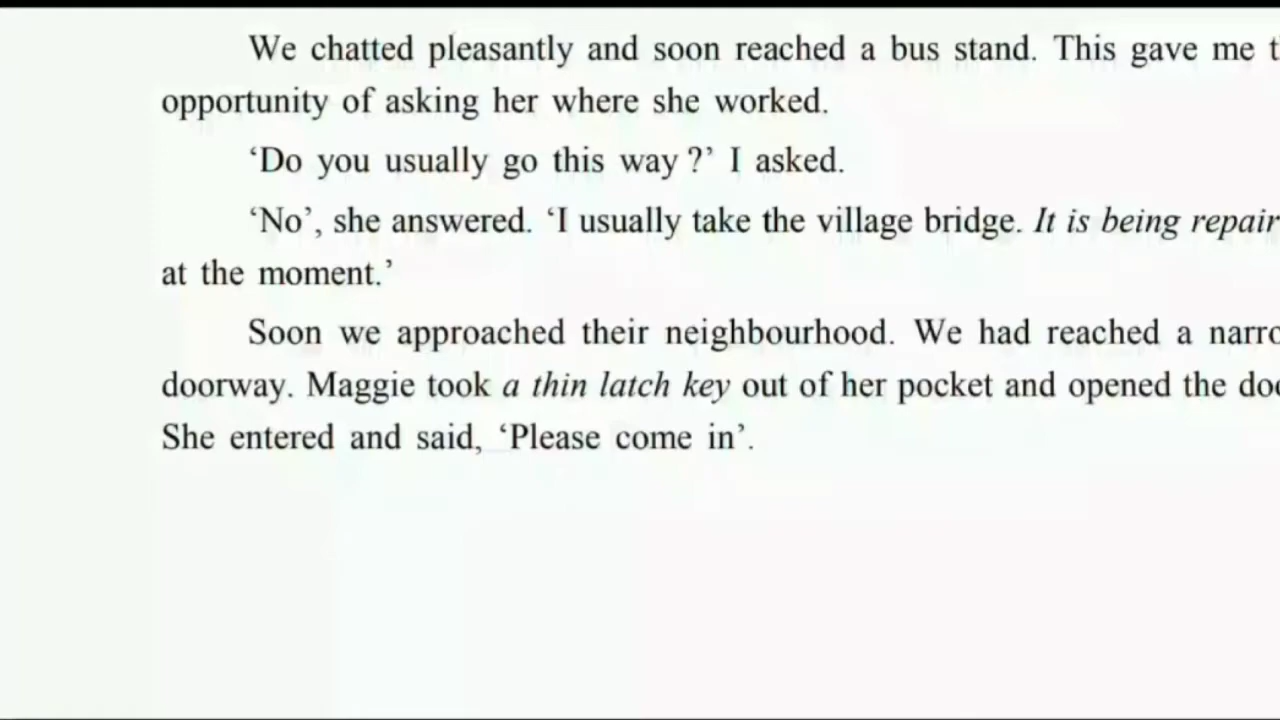 We chatted pleasantly and soon reached a bus stand. This gave me t
opportunity of asking her where she worked.
‘Do you usually go this way ?’ I asked.
‘No’, she answered. ‘I usually take the village bridge. It is being repair
at the moment.’
Soon we approached their neighbourhood. We had reached a narro
doorway. Maggie took a thin latch key out of her pocket and opened the doo
She entered and said, ‘Please come in’.